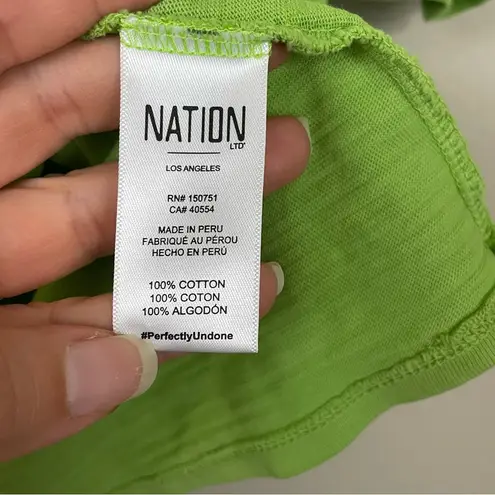 NATION
LTD
LOS ANGELES
RN# 150751
CA# 40554
MADE IN PERU
FABRIQUÉ AU PÉROU
HECHO EN PERÚ
100% COTTON
100% COTON
100% ALGODÓN
#PerfectlyUndone